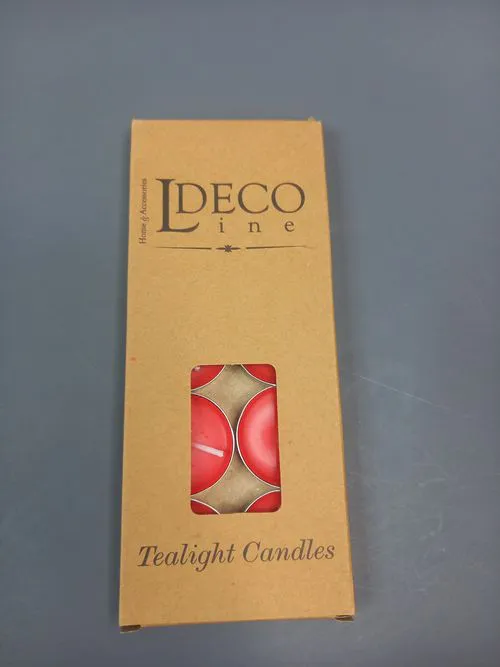 Home & Accessories
LDECO
ine
Tealight Candles